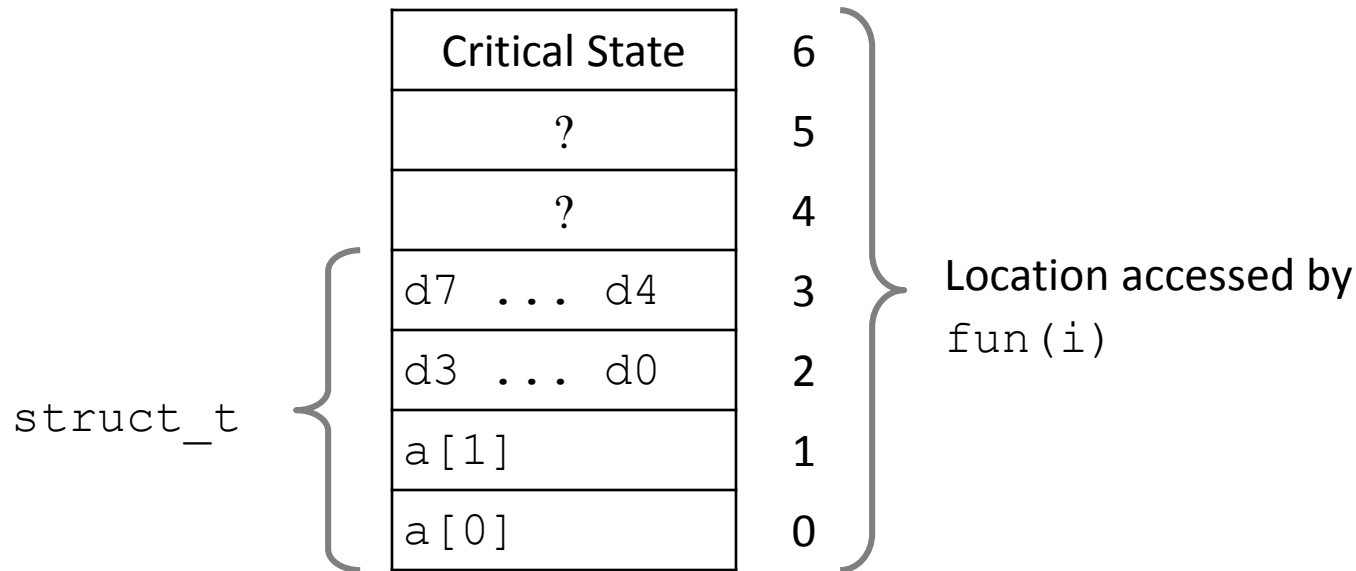 Critical State 6
? 5
? 4
d7 ... d4 3
d3 ... d0 2
a[1] 1
a[0] 0
struct_t
Location accessed by
fun(i)